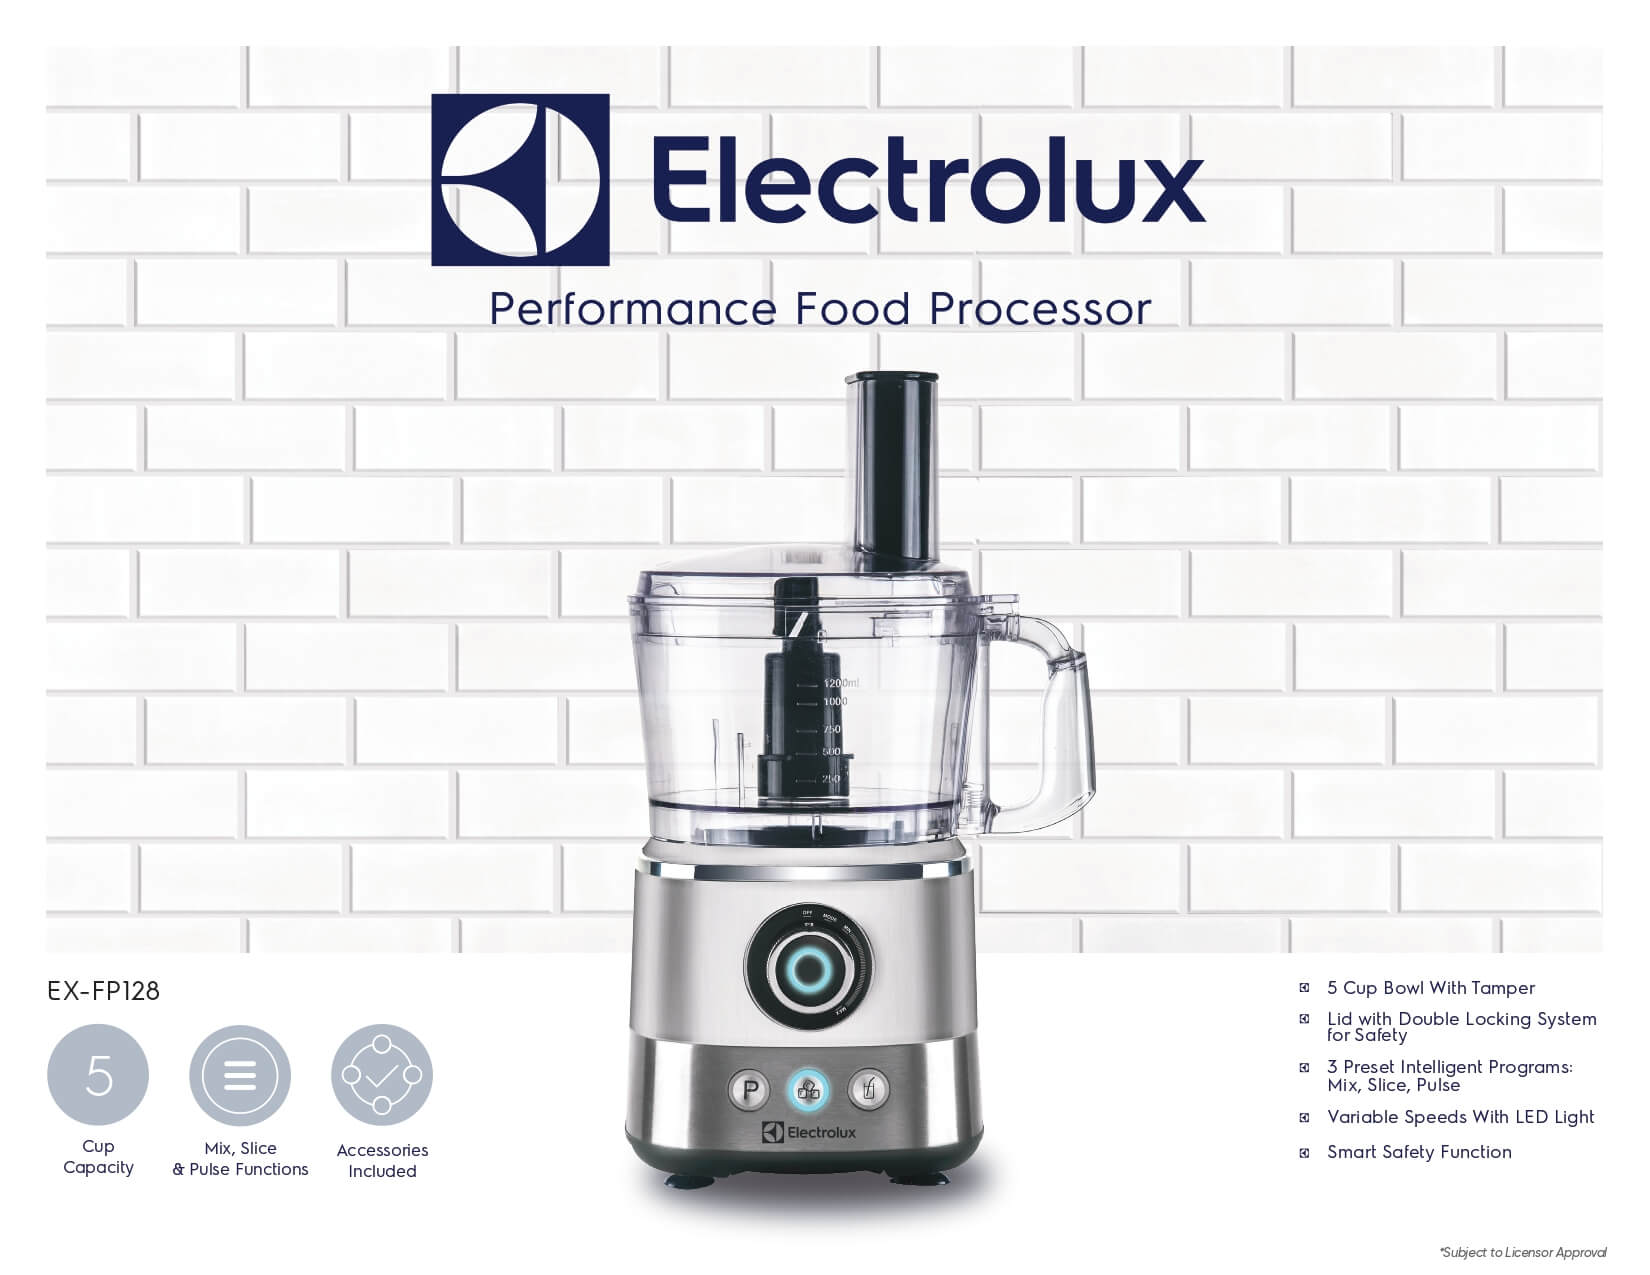 Electrolux
Performance Food Processor
1200ml
1000
750
500
250
OFF
MODE
MIN
MAX
P
Electrolux
EX-FP128
5
Cup
Capacity
Mix, Slice
& Pulse Functions
Accessories
Included
5 Cup Bowl With Tamper
Lid with Double Locking System
for Safety
3 Preset Intelligent Programs:
Mix, Slice, Pulse
Variable Speeds With LED Light
Smart Safety Function
*Subject to Licensor Approval